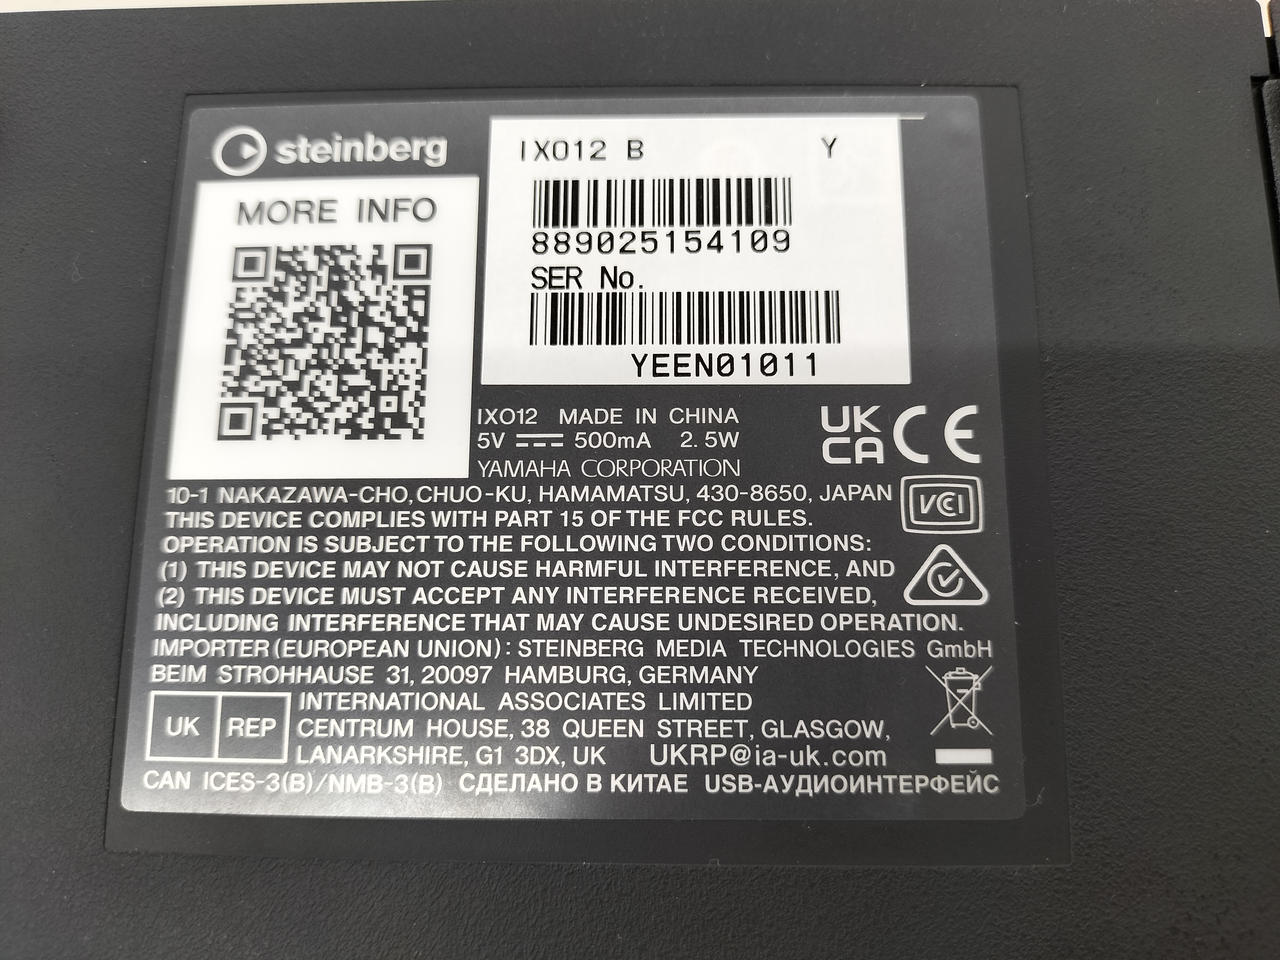 steinberg
MORE INFO
IXO12 B Y
889025154109
SER No.
YEEN01011
IXO12 MADE IN CHINA
5V 500mA 2.5W
YAMAHA CORPORATION
UK
CA CE
10-1 NAKAZAWA-CHO, CHUO-KU, HAMAMATSU, 430-8650, JAPAN
VCI
THIS DEVICE COMPLIES WITH PART 15 OF THE FCC RULES.
OPERATION IS SUBJECT TO THE FOLLOWING TWO CONDITIONS:
(1) THIS DEVICE MAY NOT CAUSE HARMFUL INTERFERENCE, AND
(2) THIS DEVICE MUST ACCEPT ANY INTERFERENCE RECEIVED,
INCLUDING INTERFERENCE THAT MAY CAUSE UNDESIRED OPERATION.
IMPORTER (EUROPEAN UNION): STEINBERG MEDIA TECHNOLOGIES GmbH
BEIM STROHHAUSE 31, 20097 HAMBURG, GERMANY
UK REP
INTERNATIONAL ASSOCIATES LIMITED
CENTRUM HOUSE, 38 QUEEN STREET, GLASGOW,
LANARKSHIRE, G1 3DX, UK UKRP@ia-uk.com
CAN ICES-3(B)/NMB-3(B) СДЕЛАНО В КИТАЕ USB-АУДИОИНТЕРФЕЙС